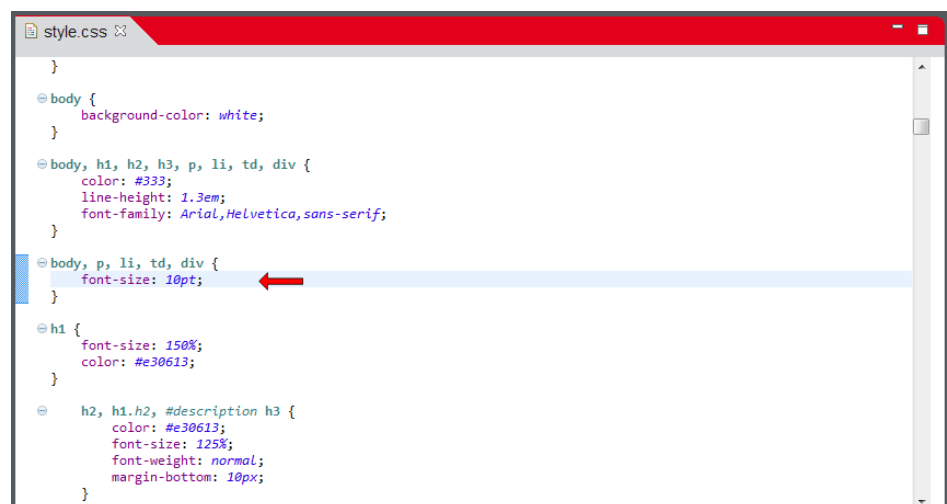 style.css
}
body {
background-color: white;
}
body, h1, h2, h3, p, li, td, div {
color: #333;
line-height: 1.3em;
font-family: Arial,Helvetica,sans-serif;
}
body, p, li, td, div {
font-size: 10pt;
}
h1 {
font-size: 150%;
color: #e30613;
}
h2, h1.h2, #description h3 {
color: #e30613;
font-size: 125%;
font-weight: normal;
margin-bottom: 10px;
}